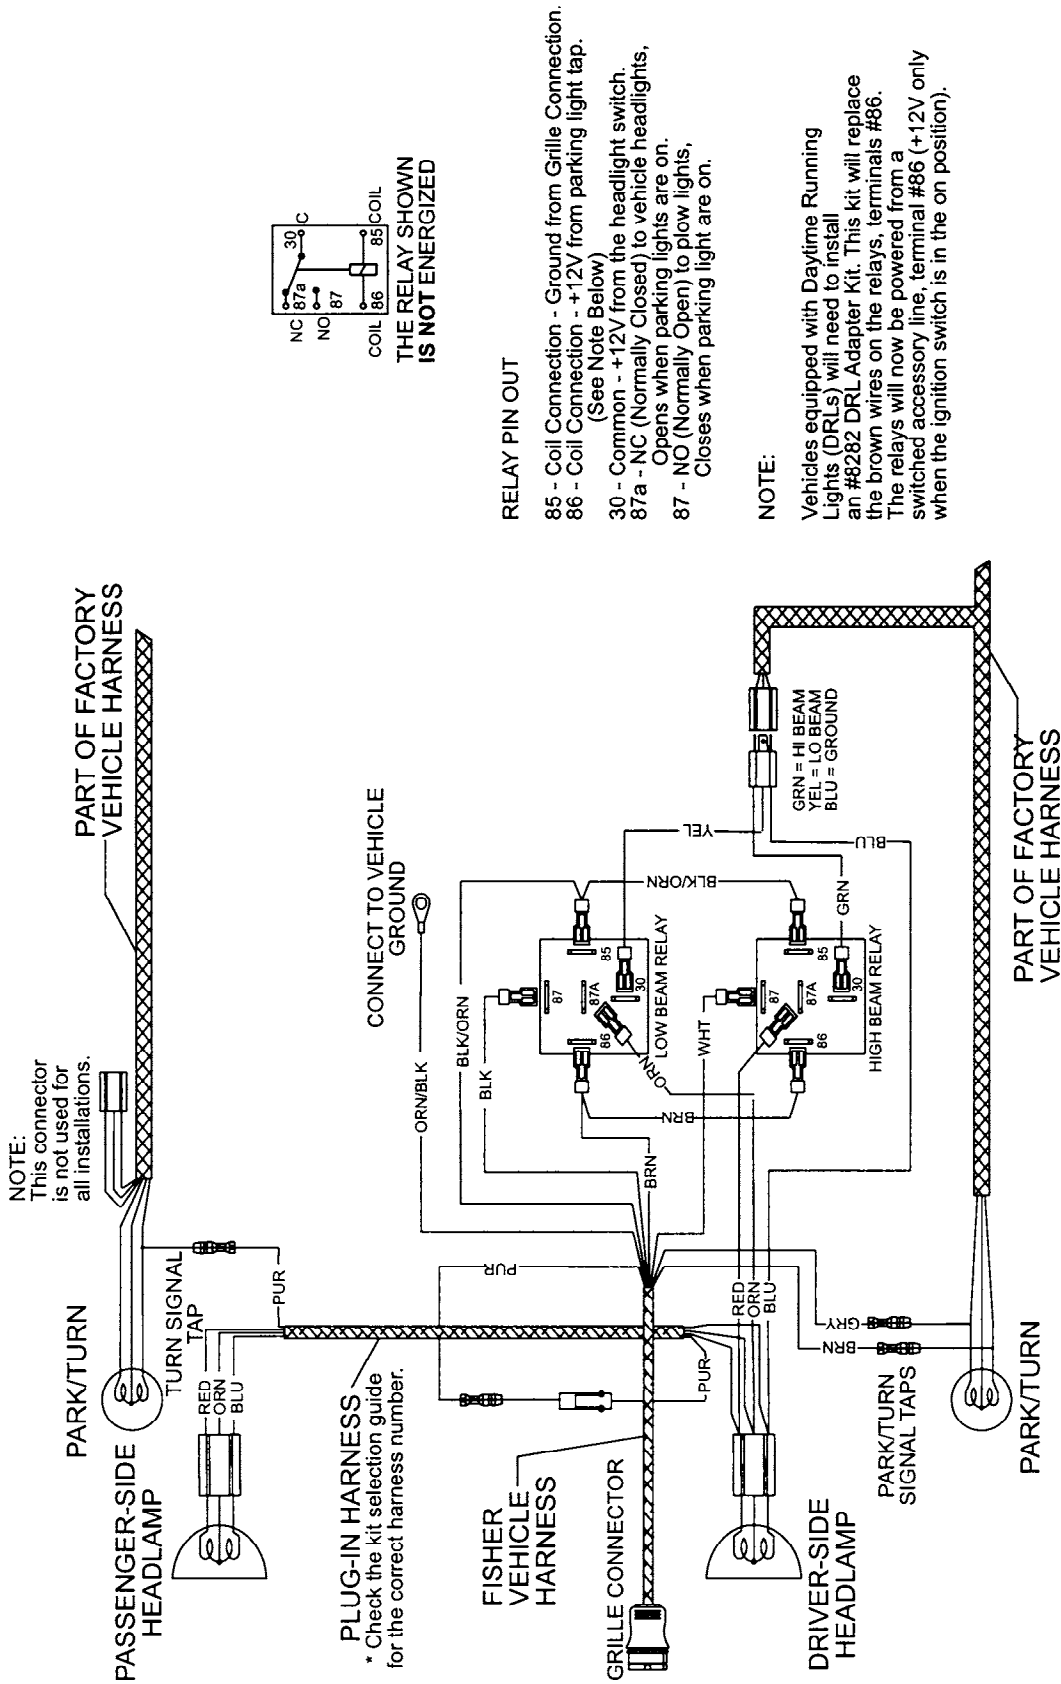 PASSENGER-SIDE
HEADLAMP
PARK/TURN
NOTE:
This connector
is not used for
all installations.
PART OF FACTORY
VEHICLE HARNESS
TURN SIGNAL
TAP
RED
ORN
BLU
PUR
PLUG-IN HARNESS
* Check the kit selection guide
for the correct harness number.
CONNECT TO VEHICLE
GROUND
ORN/BLK
BLK/ORN
BLK
PUR
FISHER
VEHICLE
HARNESS
GRILLE CONNECTOR
PUR
BRN
BRN
ORN
87
87A
85
86
30
LOW BEAM RELAY
BLK/ORN
YEL
WHT
87
87A
85
86
30
HIGH BEAM RELAY
GRN
BLU
GRN = HI BEAM
YEL = LO BEAM
BLU = GROUND
RED
ORN
BLU
DRIVER-SIDE
HEADLAMP
GRY
BRN
PARK/TURN
SIGNAL TAPS
PARK/TURN
PART OF FACTORY
VEHICLE HARNESS
NC
87a
30
C
NO
87
COIL
86
85
COIL
THE RELAY SHOWN
IS NOT ENERGIZED
RELAY PIN OUT
85 - Coil Connection - Ground from Grille Connection.
86 - Coil Connection - +12V from parking light tap.
(See Note Below)
30 - Common - +12V from the headlight switch.
87a - NC (Normally Closed) to vehicle headlights,
Opens when parking lights are on.
87 - NO (Normally Open) to plow lights,
Closes when parking light are on.
NOTE:
Vehicles equipped with Daytime Running
Lights (DRLs) will need to install
an #8282 DRL Adapter Kit. This kit will replace
the brown wires on the relays, terminals #86.
The relays will now be powered from a
switched accessory line, terminal #86 (+12V only
when the ignition switch is in the on position).